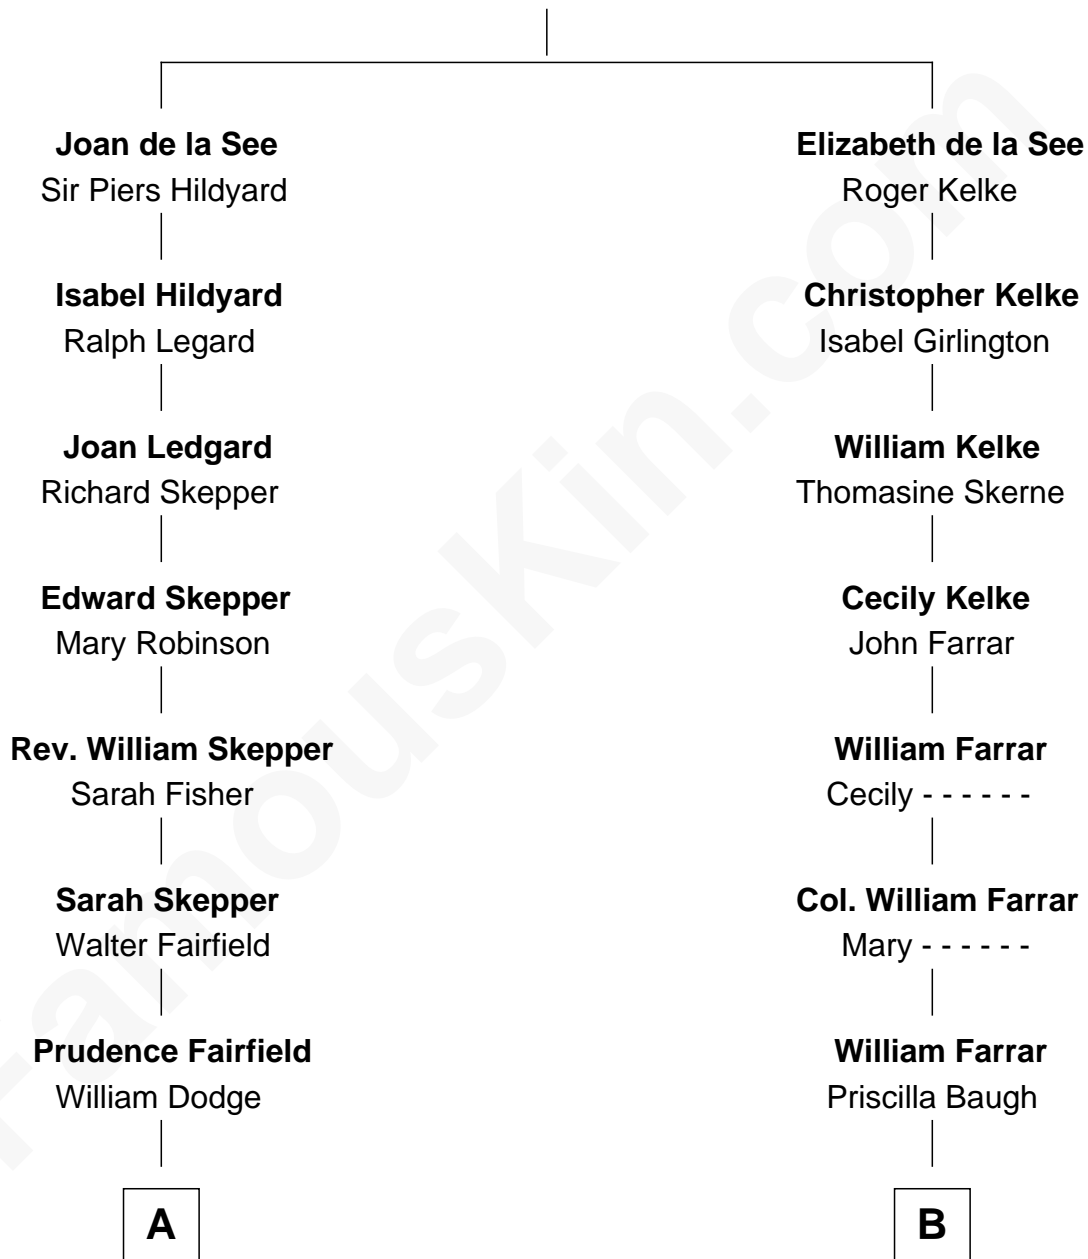 Joan de la See
Sir Piers Hildyard
Elizabeth de la See
Roger Kelke
Isabel Hildyard
Ralph Legard
Christopher Kelke
Isabel Girlington
Joan Ledgard
Richard Skepper
William Kelke
Thomasine Skerne
Edward Skepper
Mary Robinson
Cecily Kelke
John Farrar
Rev. William Skepper
Sarah Fisher
William Farrar
Cecily - - - - - -
Sarah Skepper
Walter Fairfield
Col. William Farrar
Mary - - - - - -
Prudence Fairfield
William Dodge
William Farrar
Priscilla Baugh
A
B
FamousKin.com